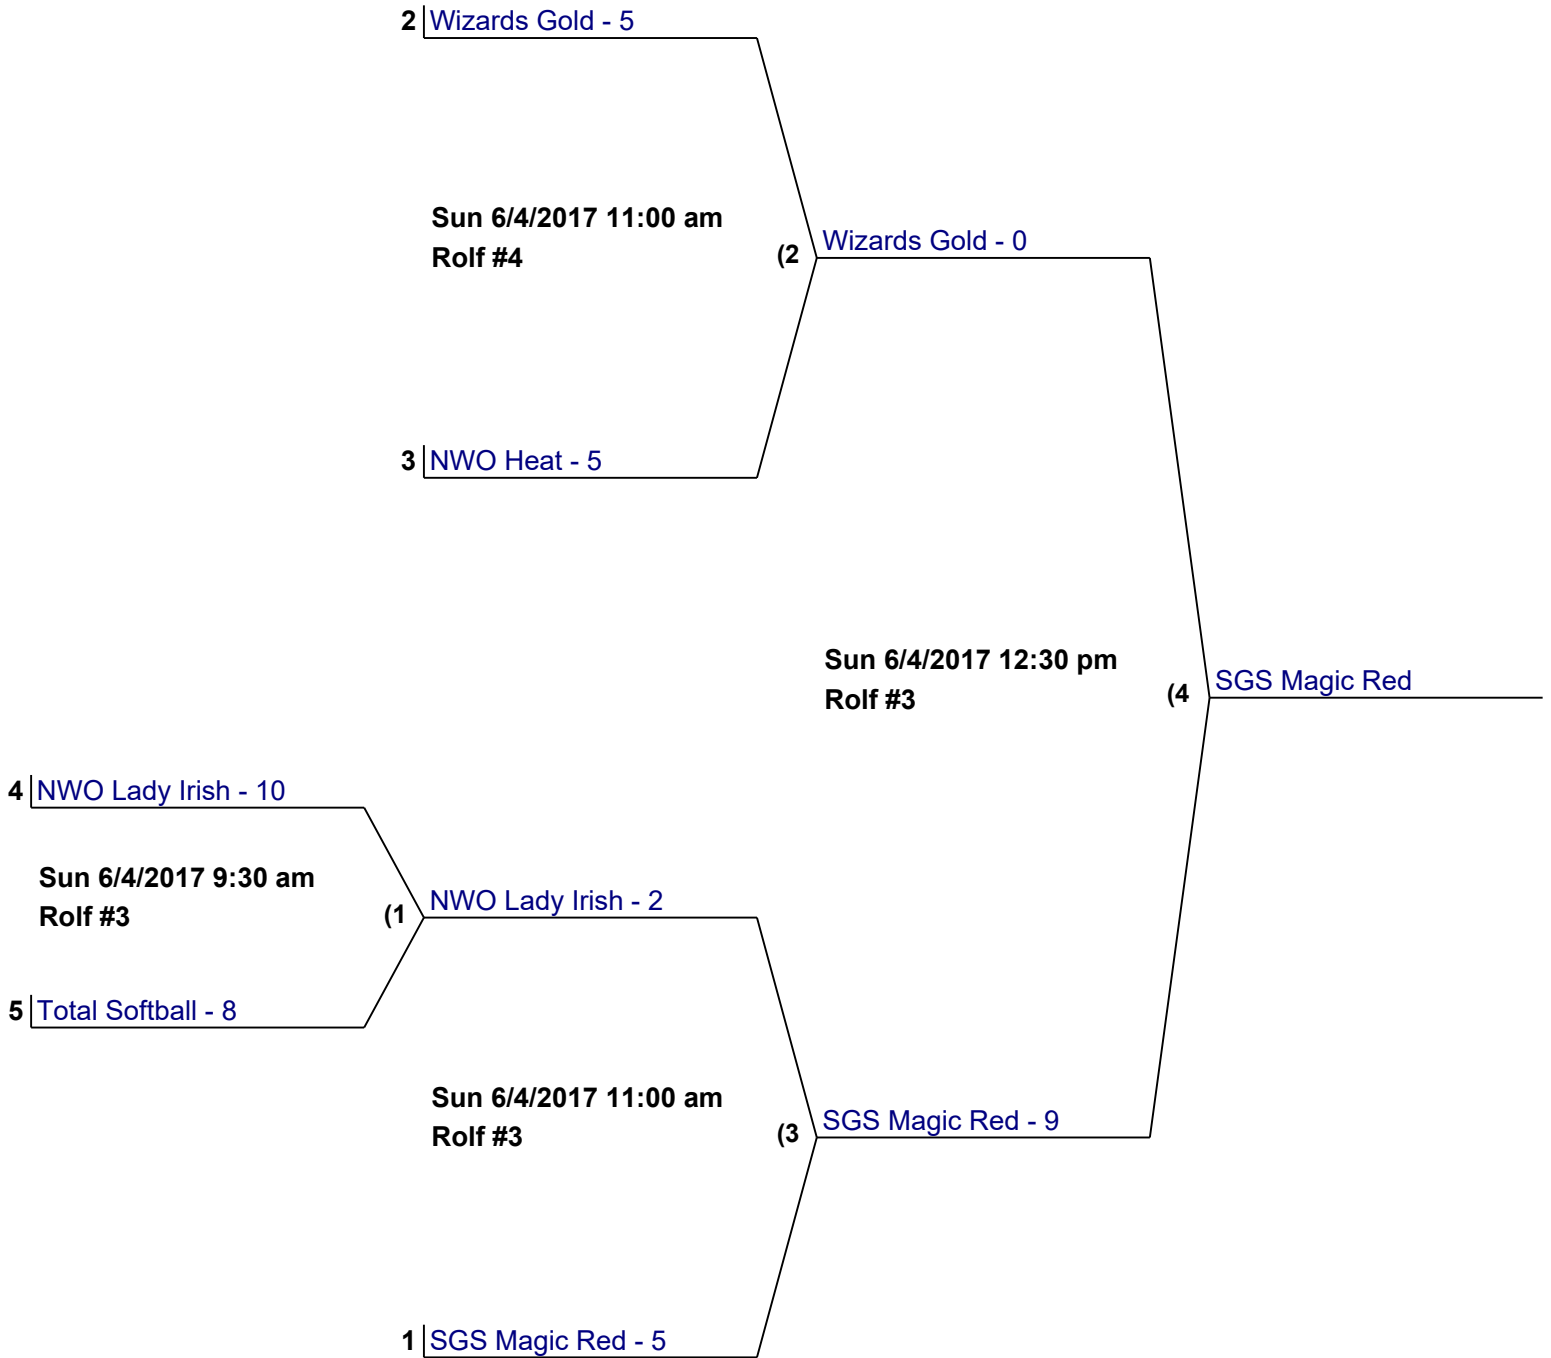 2 Wizards Gold - 5
Sun 6/4/2017 11:00 am
Rolf #4
(2
Wizards Gold - 0
3 NWO Heat - 5
Sun 6/4/2017 12:30 pm
Rolf #3
(4
SGS Magic Red
4 NWO Lady Irish - 10
Sun 6/4/2017 9:30 am
Rolf #3
(1
NWO Lady Irish - 2
5 Total Softball - 8
Sun 6/4/2017 11:00 am
Rolf #3
(3
SGS Magic Red - 9
1 SGS Magic Red - 5